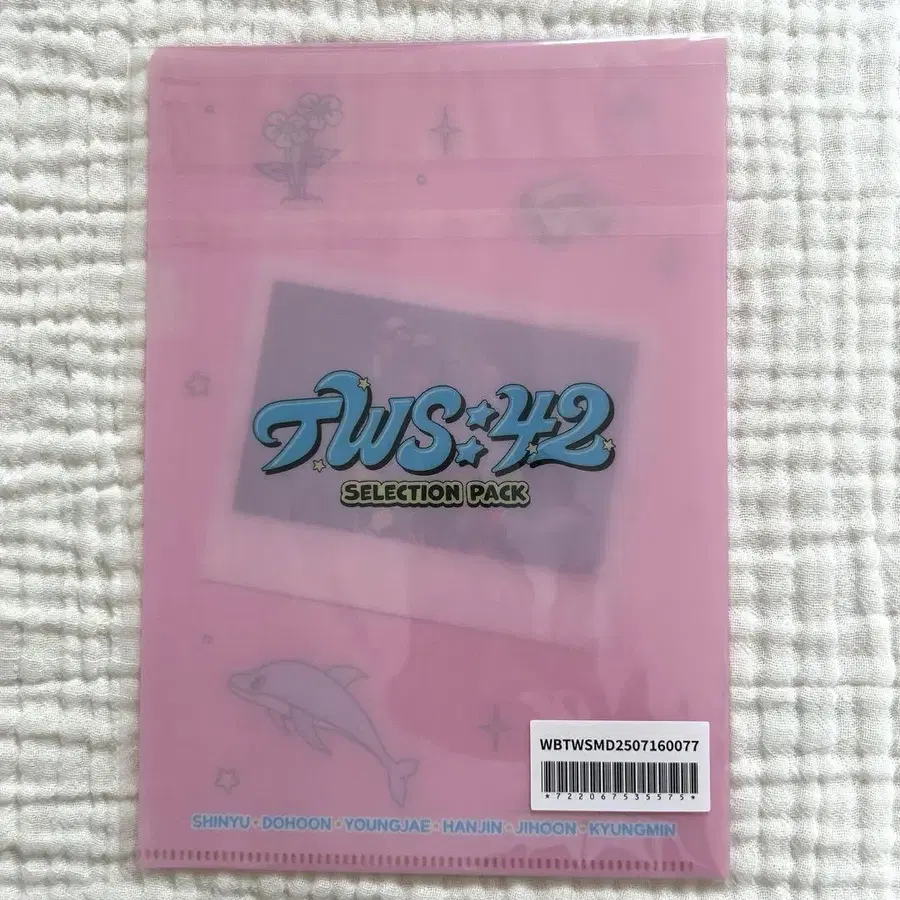 TWS:42
SELECTION PACK
WBTWSMD2507160077
*722067535575*
SHINYU · DOHOON · YOUNGJAE · HANJIN · JIHOON · KYUNGMIN